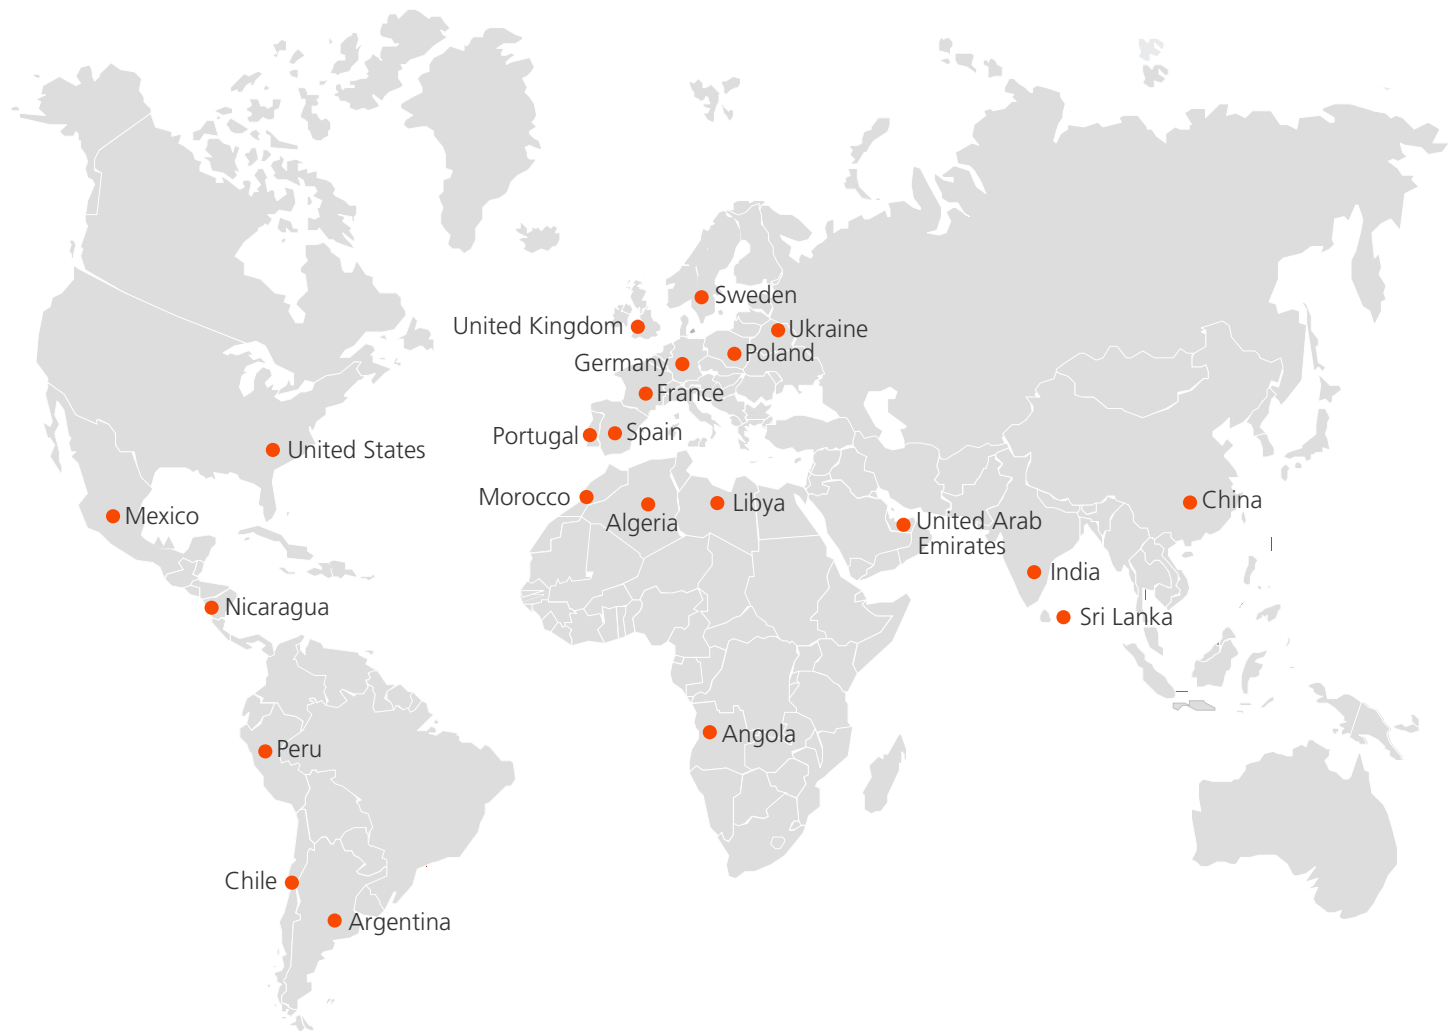 Sweden
United Kingdom
Ukraine
Poland
Germany
France
Portugal
Spain
United States
Morocco
Algeria
Libya
Mexico
China
United Arab
Emirates
India
Nicaragua
Sri Lanka
Angola
Peru
Chile
Argentina